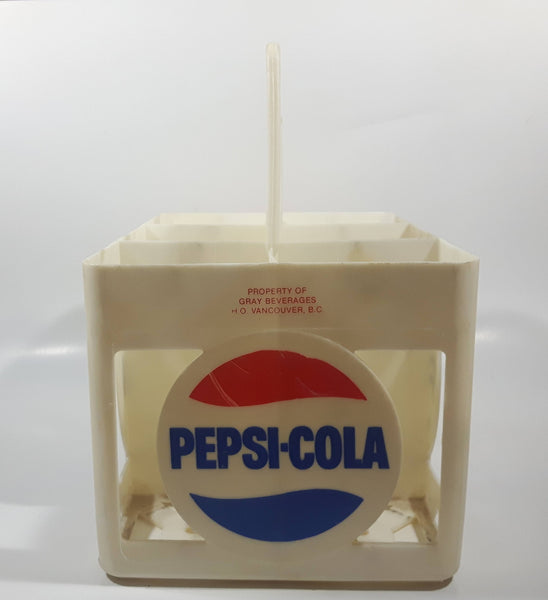 PROPERTY OF
GRAY BEVERAGES
H.O. VANCOUVER, B.C.
PEPSI-COLA